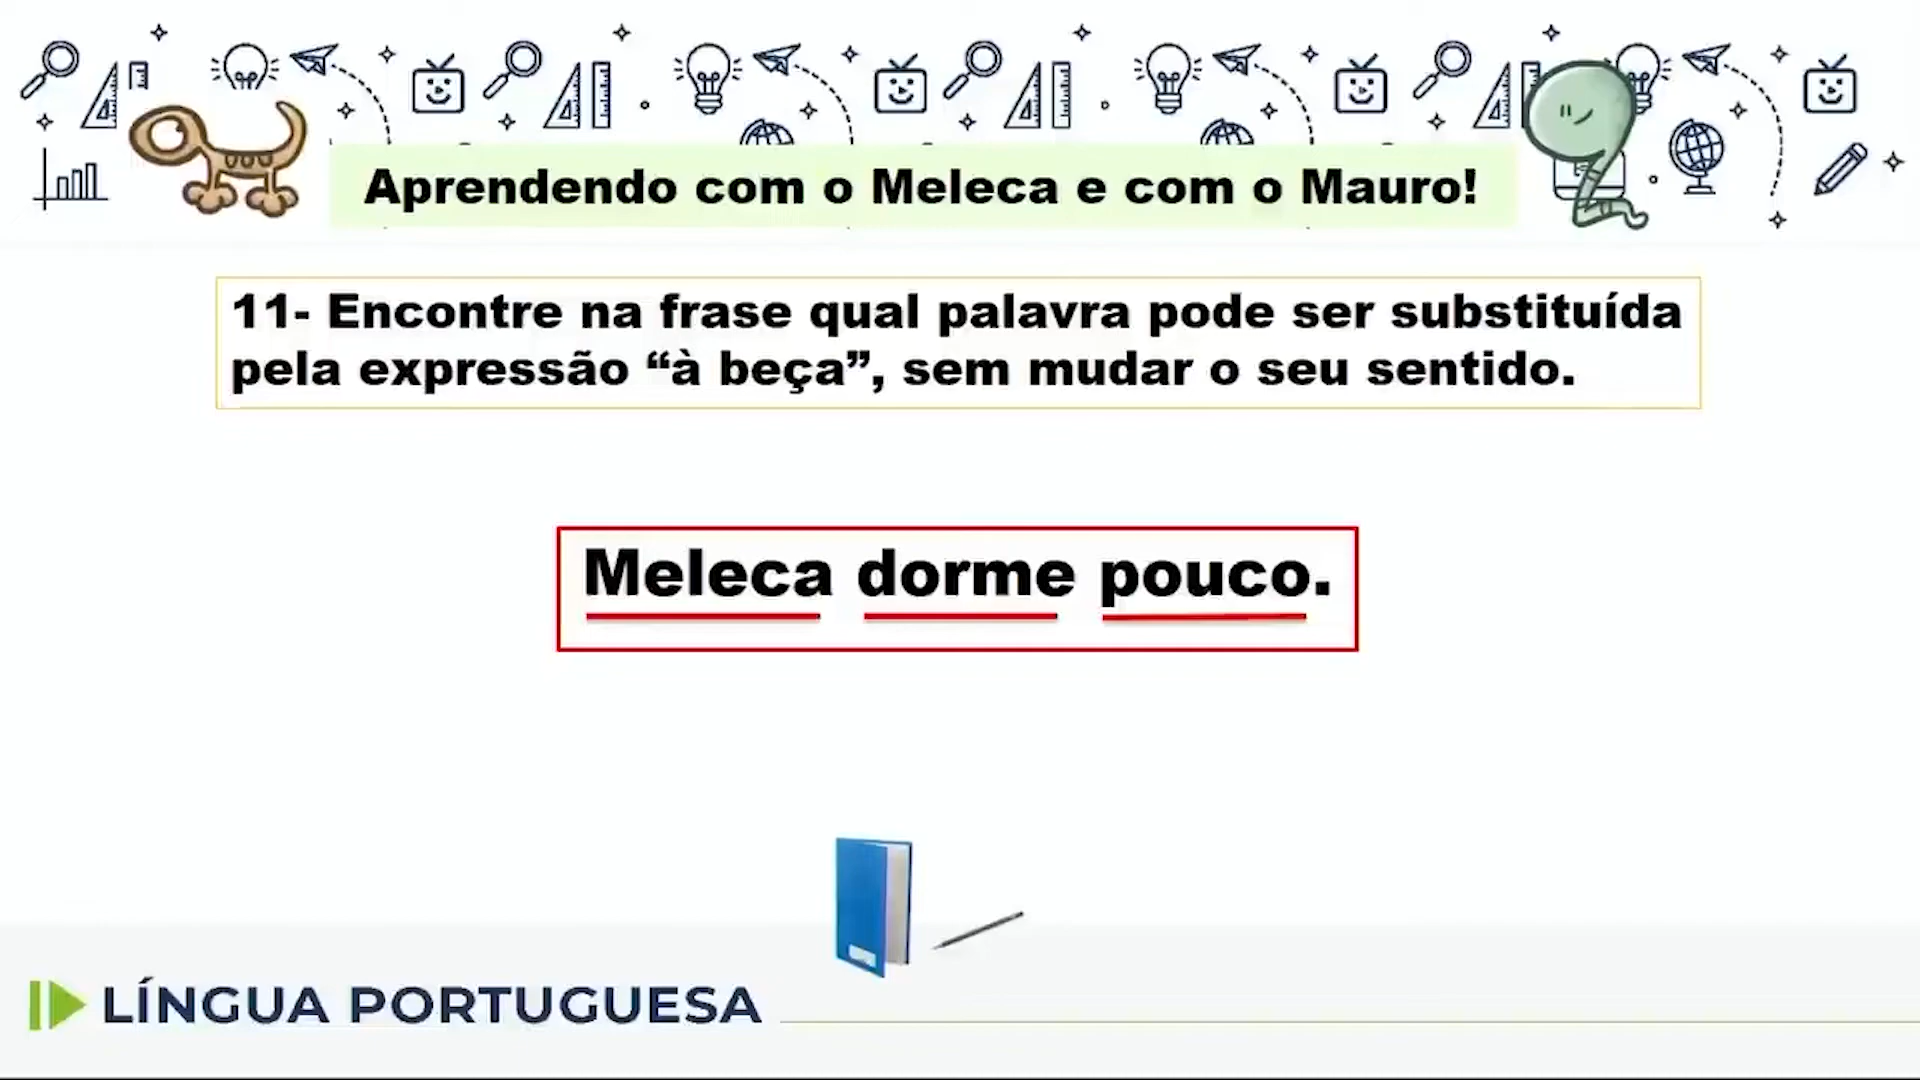 Aprendendo com o Meleca e com o Mauro!
11- Encontre na frase qual palavra pode ser substituída
pela expressão “à beça”, sem mudar o seu sentido.
Meleca dorme pouco.
LÍNGUA PORTUGUESA